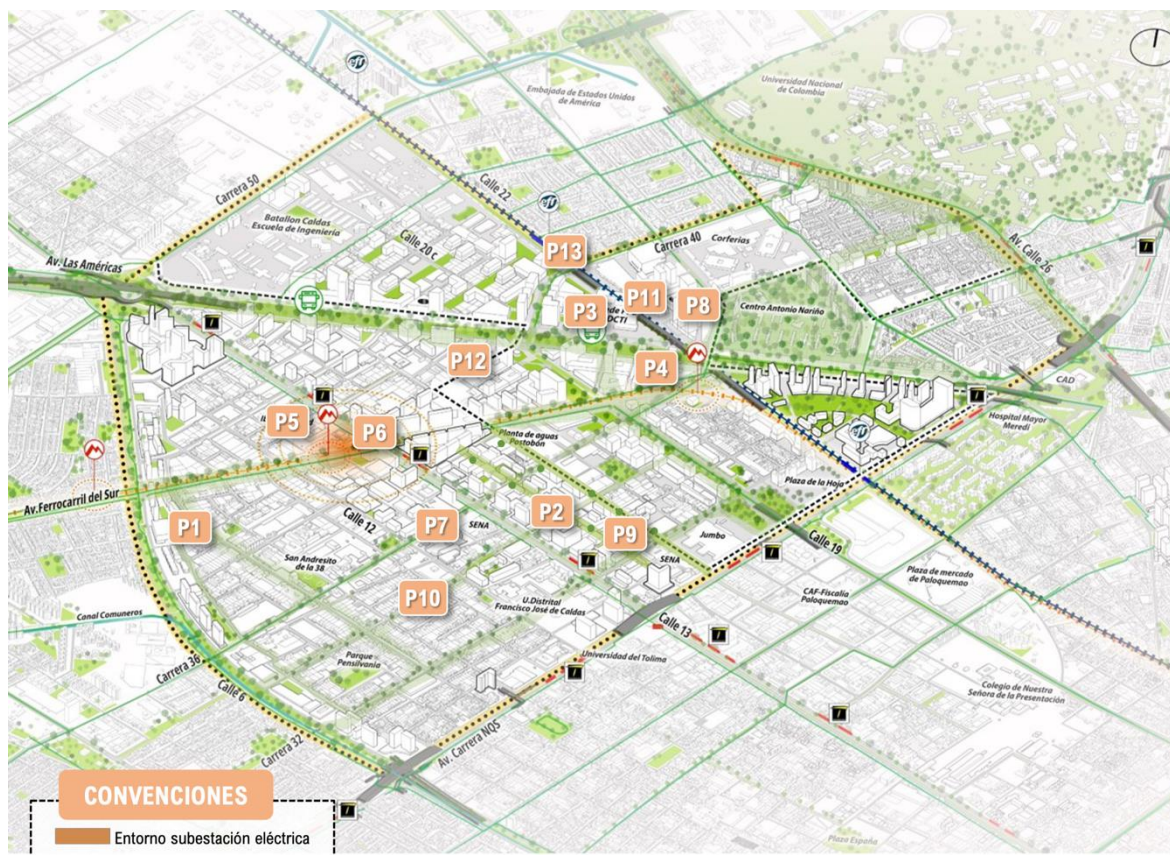 Universidad Nacional
de Colombia
Embajada de Estados Unidos
de América
Carrera 50
Calle 22
Batallon Caldas
Escuela de Ingeniería
Calle 20 c
Carrera 40
Corferias
Av. Calle 26
Av. Las Américas
P13
P11
P8
P3
Centro Antonio Nariño
P12
P4
CAD
P5
P6
Hospital Mayor
Meredi
Planta de aguas
Postobón
Plaza de la Hoja
Av.Ferrocarril del Sur
P1
Calle 12
P7
SENA
P2
P9
Jumbo
Calle 19
San Andresito
de la 38
SENA
Plaza de mercado
de Paloquemao
CAF-Fiscalía
Paloquemao
P10
U.Distrital
Francisco José de Caldas
Canal Comuneros
Calle 13
Parque
Pensilvania
Universidad del Tolima
Carrera 36
Calle 6
Colegio de Nuestra
Señora de la Presentación
Carrera 32
Av. Carrera NQS
Plaza España
CONVENCIONES
Entorno subestación eléctrica